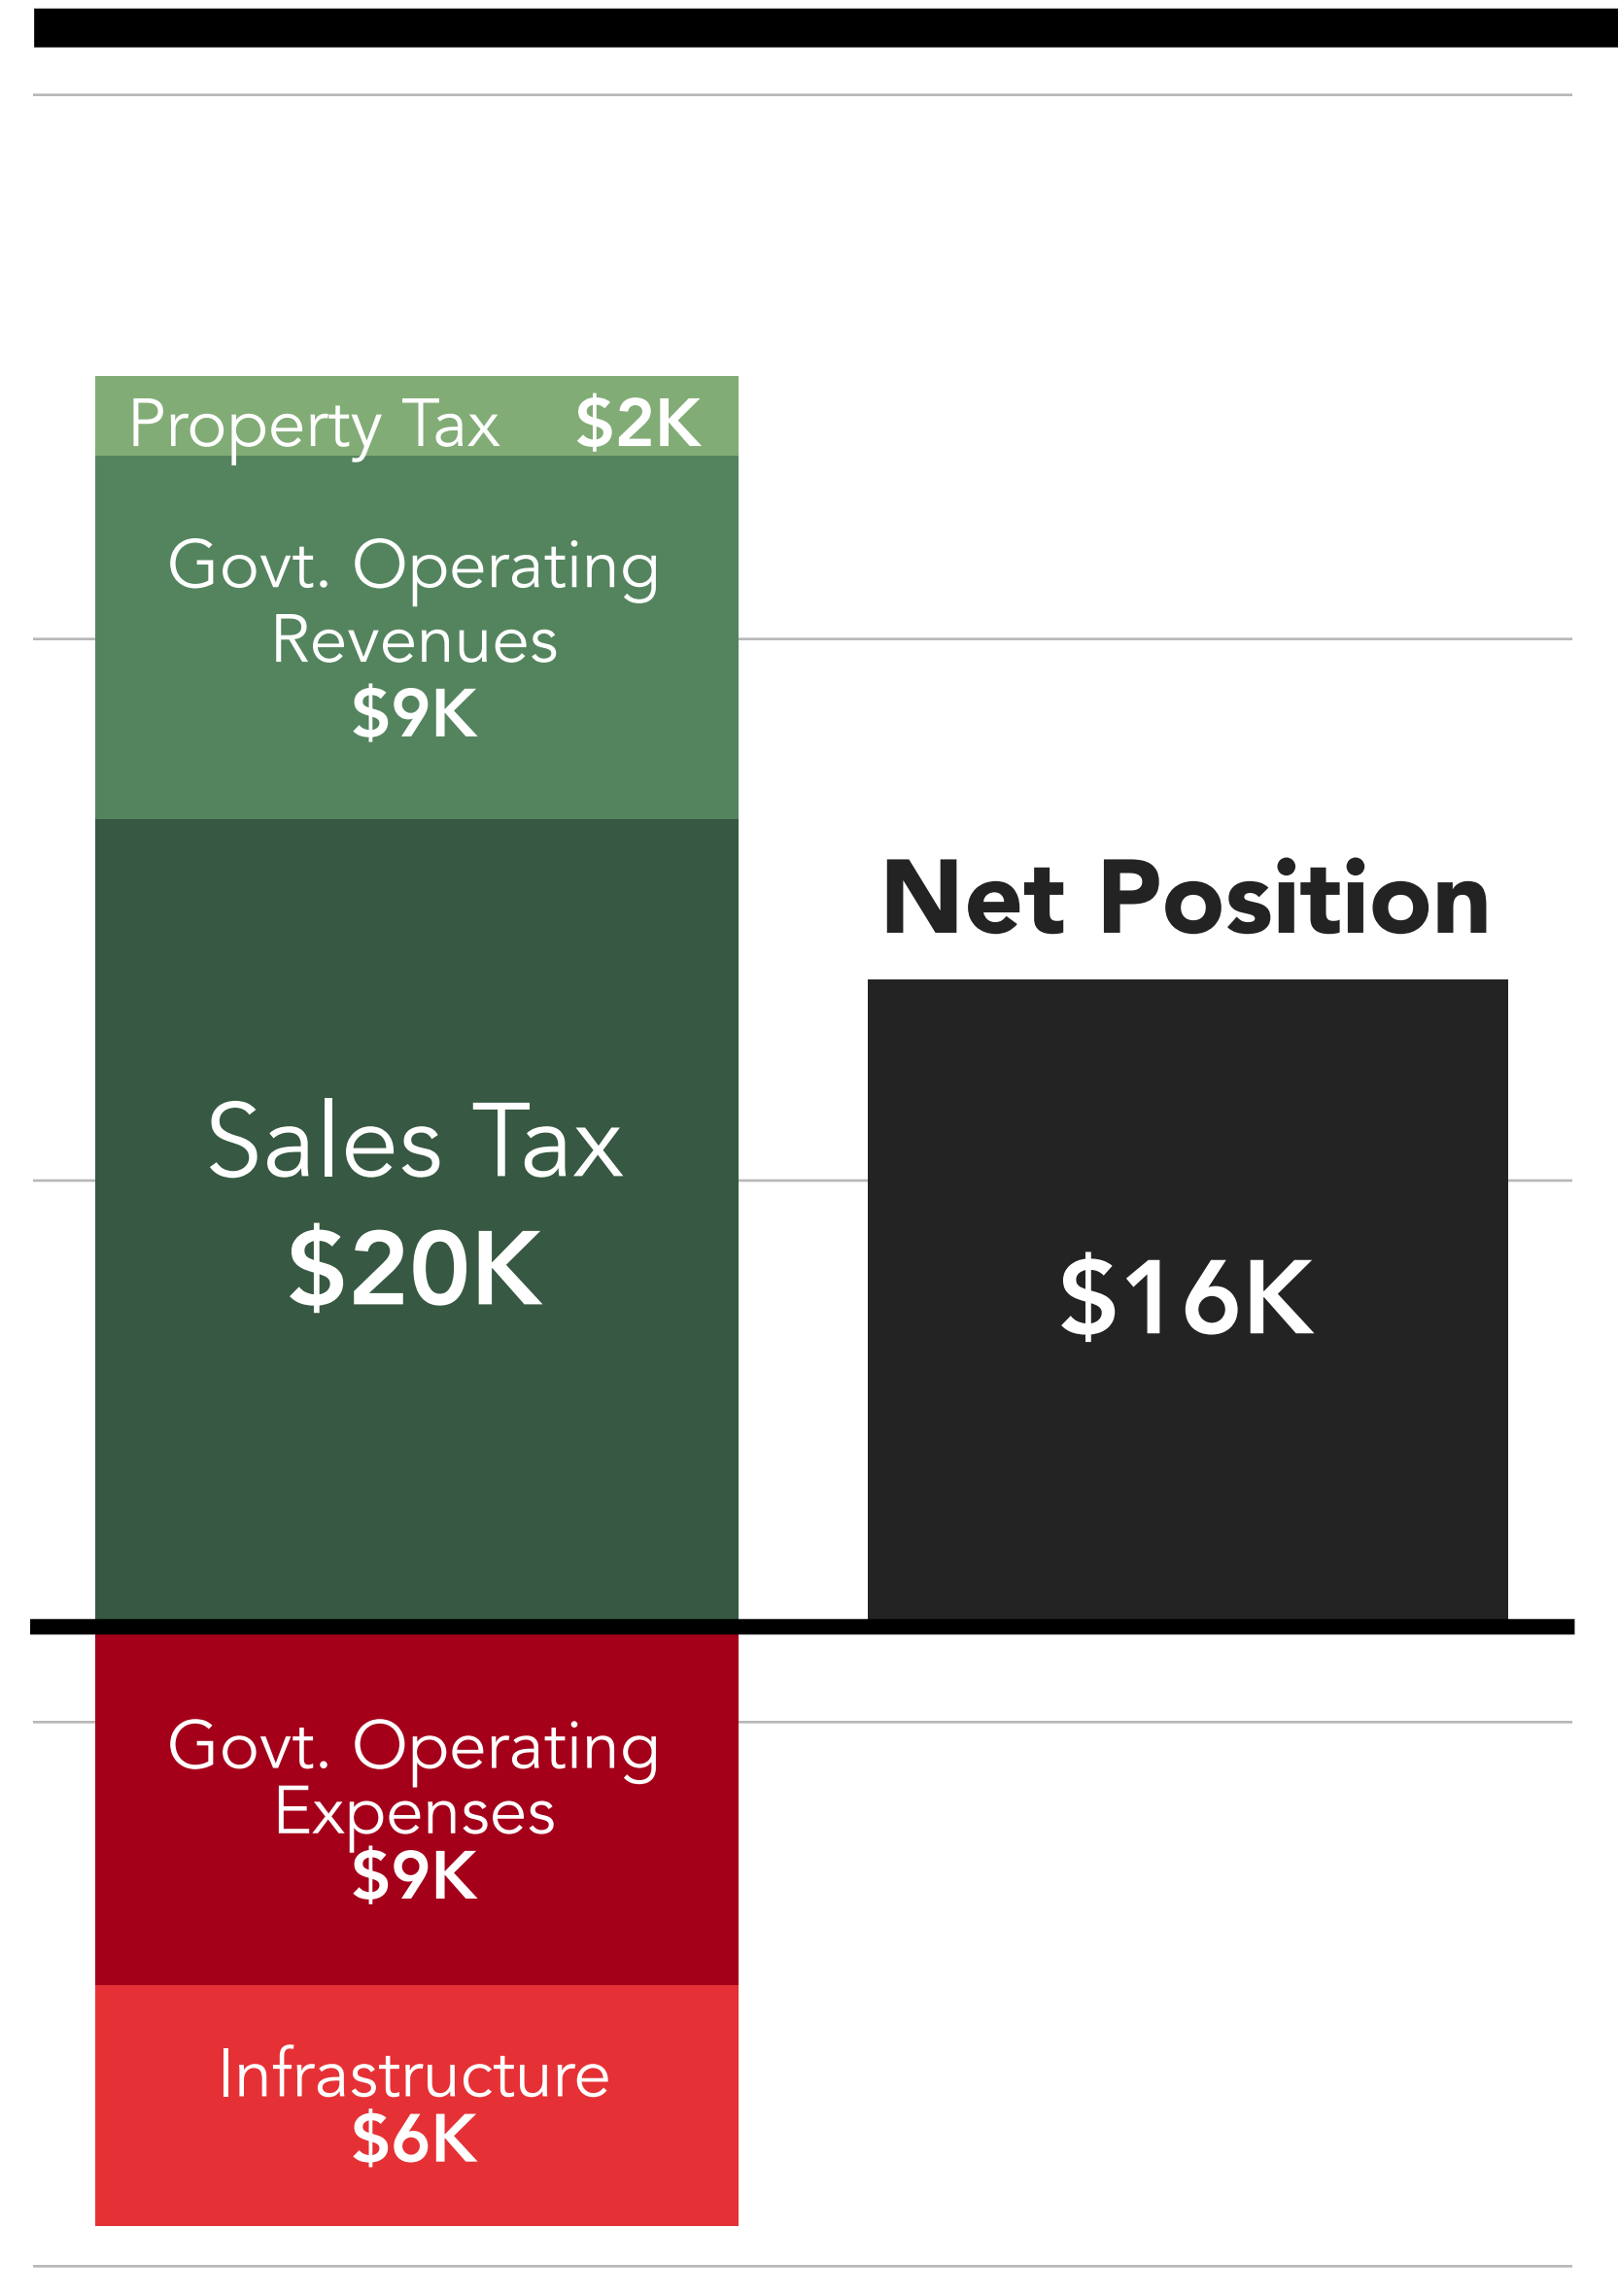 Property Tax $2K
Govt. Operating
Revenues
$9K
Sales Tax
$20K
Net Position
$16K
Govt. Operating
Expenses
$9K
Infrastructure
$6K